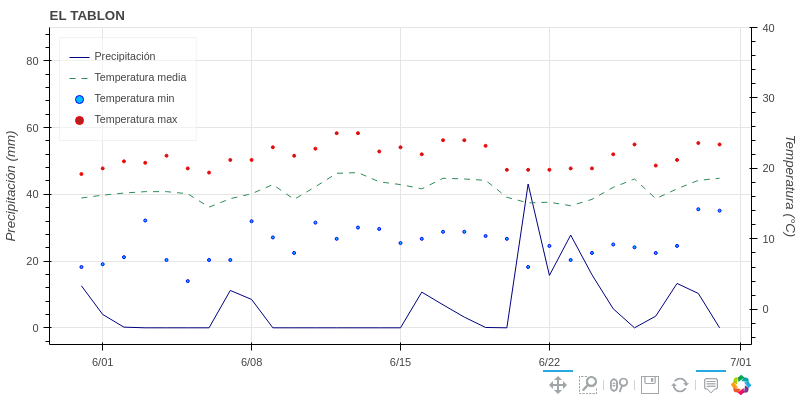 EL TABLON
Precipitación
Temperatura media
Temperatura min
Temperatura max
Precipitación (mm)
80
60
40
20
0
40
30
20
10
0
Temperatura (°C)
6/01
6/08
6/15
6/22
7/01